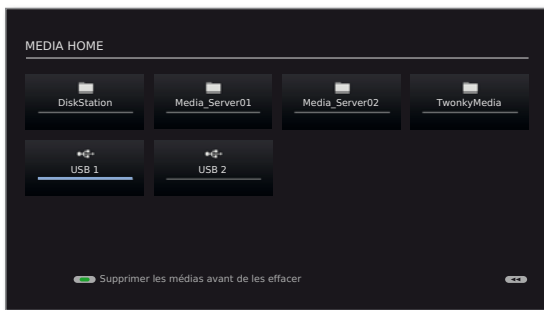 MEDIA HOME
DiskStation
Media_Server01
Media_Server02
TwonkyMedia
USB 1
USB 2
Supprimer les médias avant de les effacer